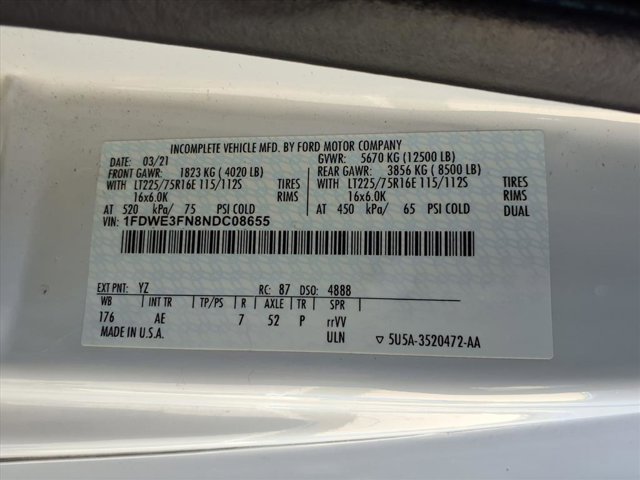 INCOMPLETE VEHICLE MFD. BY FORD MOTOR COMPANY
DATE: 03/21 GVWR: 5670 KG (12500 LB)
FRONT GAWR: 1823 KG (4020 LB) REAR GAWR: 3856 KG (8500 LB)
WITH LT225/75R16E 115/112S TIRES WITH LT225/75R16E 115/112S TIRES
16x6.0K RIMS 16x6.0K RIMS
AT 520 kPa/ 75 PSI COLD AT 450 kPa/ 65 PSI COLD DUAL
VIN: 1FDWE3FN8NDC08655
EXT PNT: YZ RC: 87 DSO: 4888
WB INT TR TP/PS R AXLE TR SPR
176 AE 7 52 P rrVV
MADE IN U.S.A. ULN ▽ 5U5A-3520472-AA